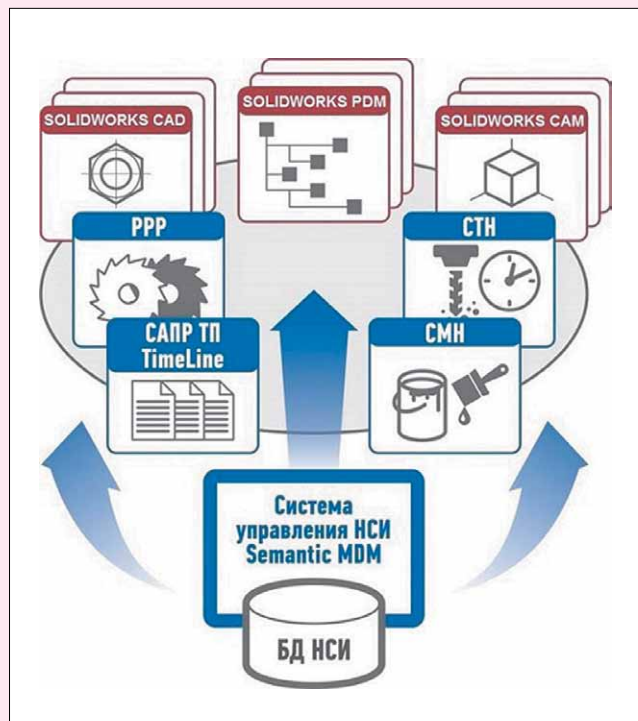 SOLIDWORKS CAD
SOLIDWORKS PDM
SOLIDWORKS CAM
РРР
СТН
САПР ТП
TimeLine
СМН
Система
управления НСИ
Semantic MDM
БД НСИ